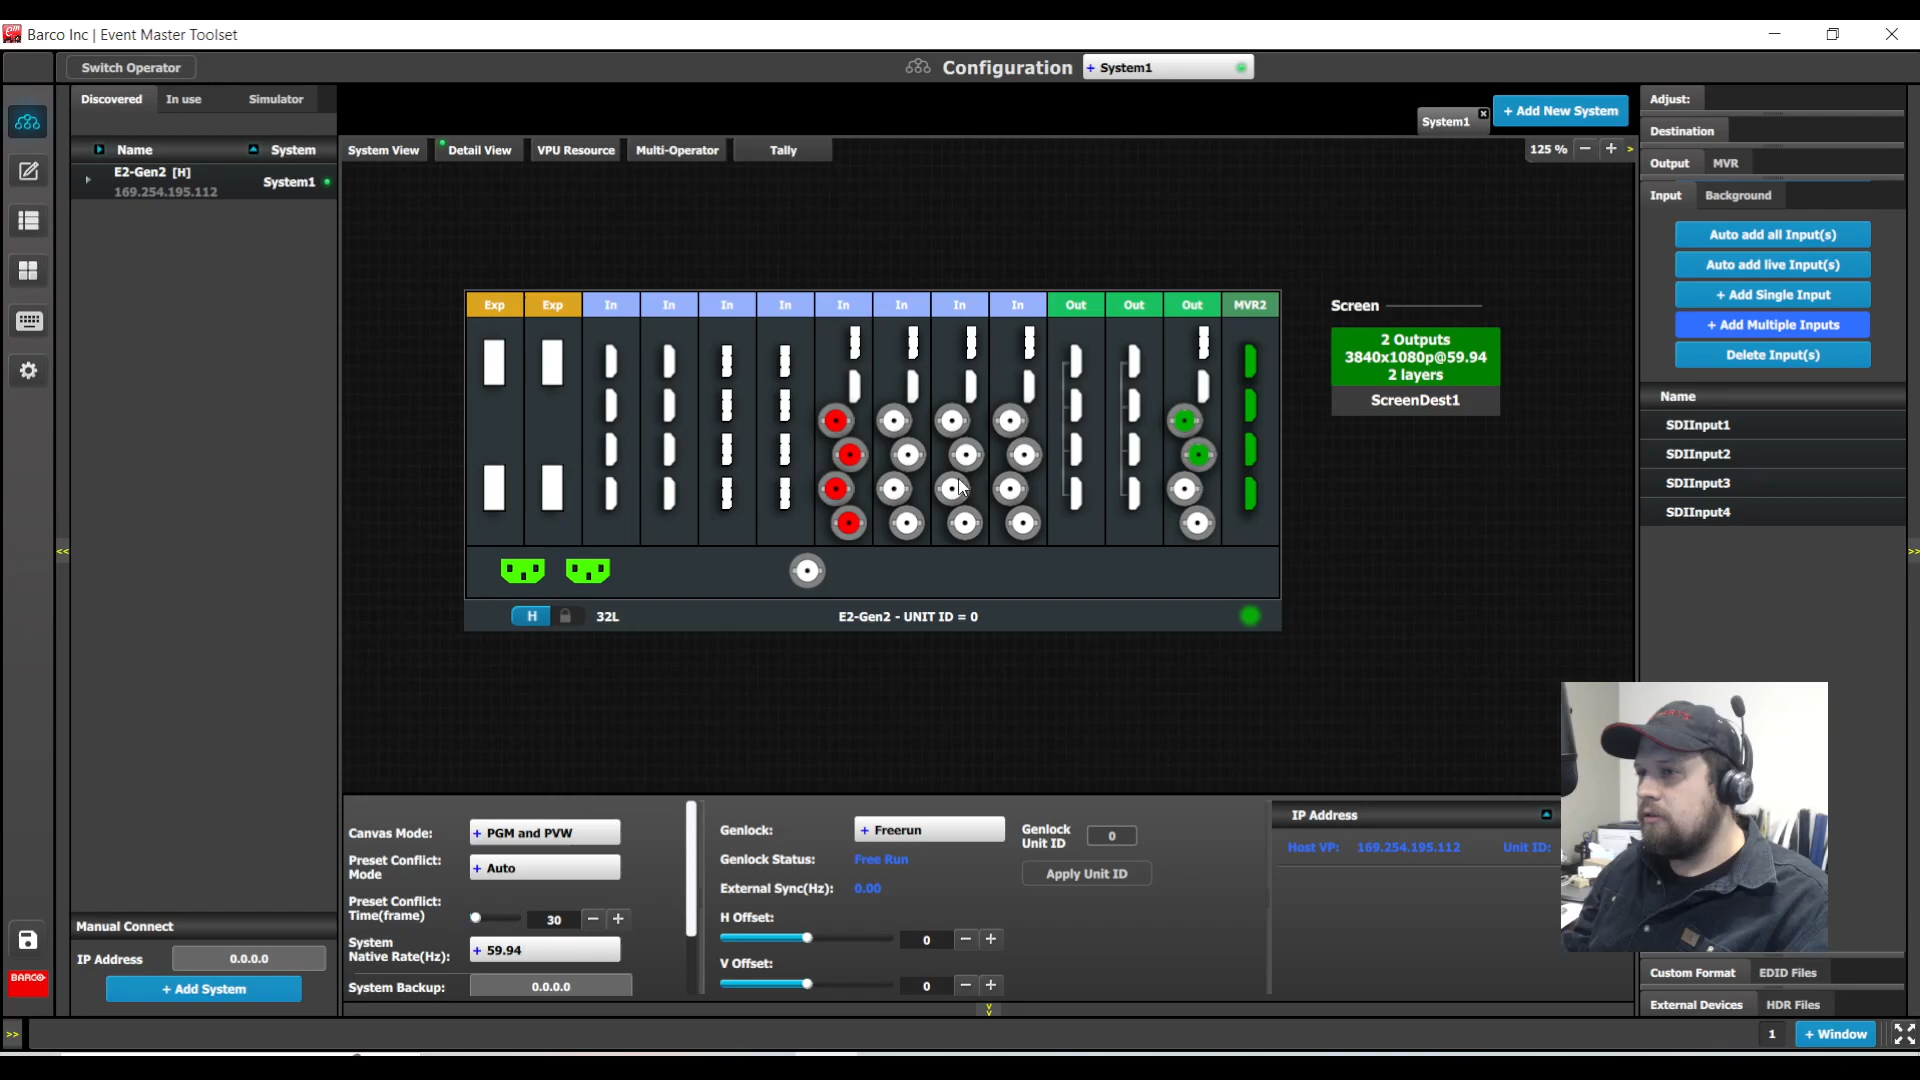 Barco Inc | Event Master Toolset
Switch Operator
Configuration
+ System1
Discovered
In use
Simulator
Name
System
E2-Gen2 [H]
169.254.195.112
System1
System1
+ Add New System
System View
Detail View
VPU Resource
Multi-Operator
Tally
125 %
− +
>
Exp
Exp
In
In
In
In
In
In
In
In
Out
Out
Out
MVR2
H
32L
E2-Gen2 - UNIT ID = 0
Screen
2 Outputs
3840x1080p@59.94
2 layers
ScreenDest1
Adjust:
Destination
Output
MVR
Input
Background
Auto add all Input(s)
Auto add live Input(s)
+ Add Single Input
+ Add Multiple Inputs
Delete Input(s)
Name
SDIInput1
SDIInput2
SDIInput3
SDIInput4
<<
>>
Canvas Mode:
+ PGM and PVW
Preset Conflict:
Mode
+ Auto
Preset Conflict:
Time(frame)
30
− +
System
Native Rate(Hz):
+ 59.94
System Backup:
0.0.0.0
Genlock:
+ Freerun
Genlock Status:
Free Run
External Sync(Hz):
0.00
H Offset:
0
− +
V Offset:
0
− +
Genlock
Unit ID
0
Apply Unit ID
IP Address
Host VP:
169.254.195.112
Unit ID:
Manual Connect
IP Address
0.0.0.0
+ Add System
BARCO
Custom Format
EDID Files
External Devices
HDR Files
>>
1
+ Window